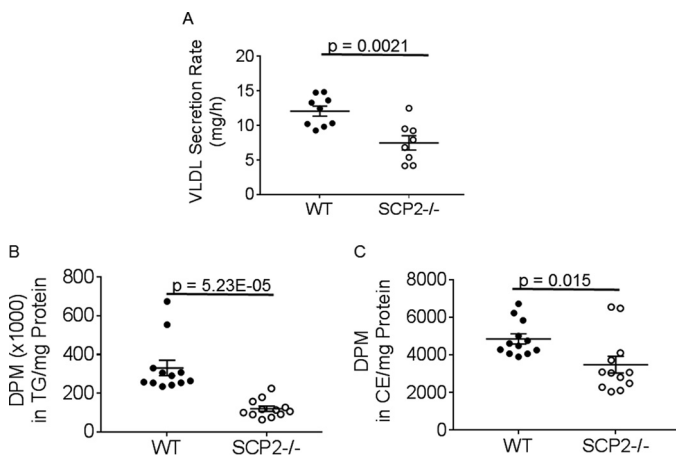 A
p = 0.0021
VLDL Secretion Rate
(mg/h)
20
15
10
5
0
WT
SCP2-/-
B
p = 5.23E-05
DPM (x1000)
in TG/mg Protein
800
600
400
200
0
WT
SCP2-/-
C
p = 0.015
DPM
in CE/mg Protein
8000
6000
4000
2000
0
WT
SCP2-/-